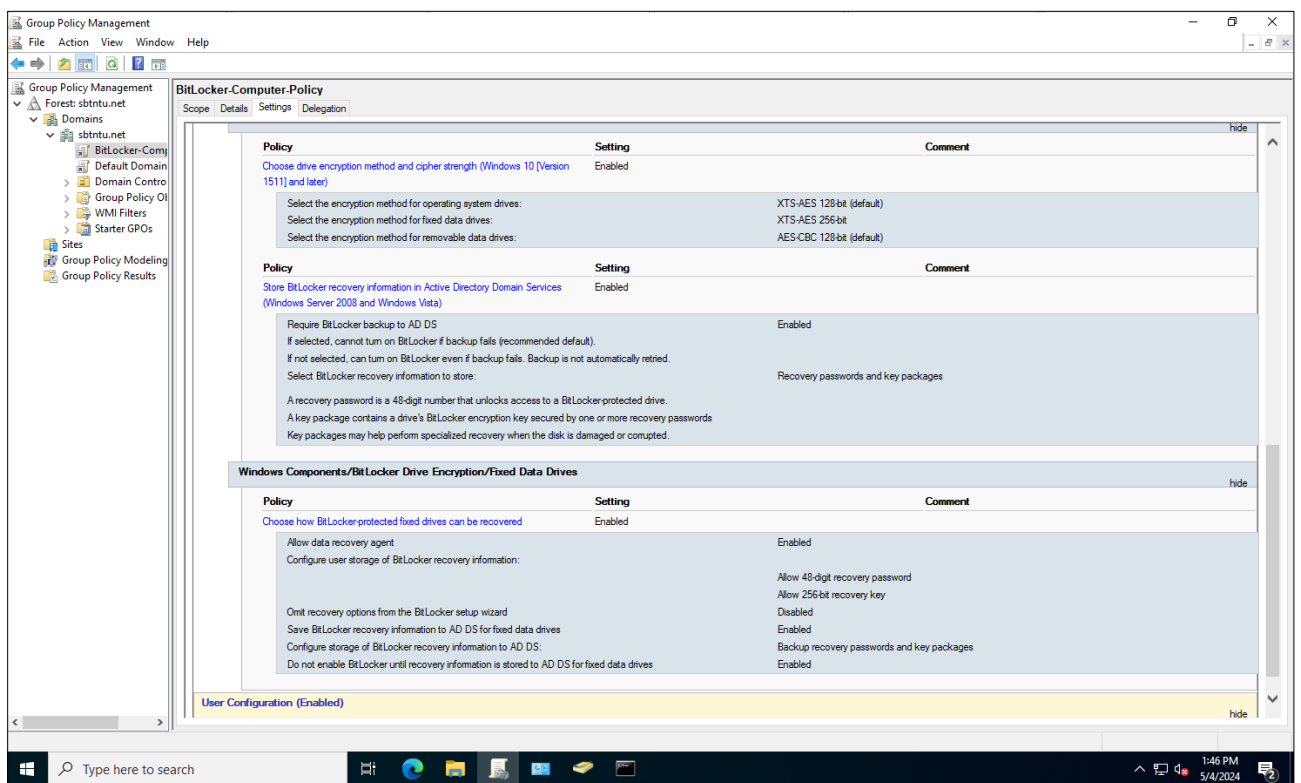 Group Policy Management
File Action View Window Help
Group Policy Management
Forest: sbtntu.net
Domains
sbtntu.net
BitLocker-Comp
Default Domain
Domain Contro
Group Policy Ob
WMI Filters
Starter GPOs
Sites
Group Policy Modeling
Group Policy Results
BitLocker-Computer-Policy
Scope Details Settings Delegation
hide
Policy Setting Comment
Choose drive encryption method and cipher strength (Windows 10 [Version Enabled
1511] and later)
Select the encryption method for operating system drives: XTS-AES 128-bit (default)
Select the encryption method for fixed data drives: XTS-AES 256-bit
Select the encryption method for removable data drives: AES-CBC 128-bit (default)
Policy Setting Comment
Store BitLocker recovery information in Active Directory Domain Services Enabled
(Windows Server 2008 and Windows Vista)
Require BitLocker backup to AD DS Enabled
If selected, cannot turn on BitLocker if backup fails (recommended default).
If not selected, can turn on BitLocker even if backup fails. Backup is not automatically retried.
Select BitLocker recovery information to store: Recovery passwords and key packages
A recovery password is a 48-digit number that unlocks access to a BitLocker-protected drive.
A key package contains a drive's BitLocker encryption key secured by one or more recovery passwords
Key packages may help perform specialized recovery when the disk is damaged or corrupted.
Windows Components/BitLocker Drive Encryption/Fixed Data Drives
hide
Policy Setting Comment
Choose how BitLocker-protected fixed drives can be recovered Enabled
Allow data recovery agent Enabled
Configure user storage of BitLocker recovery information:
Allow 48-digit recovery password
Allow 256-bit recovery key
Omit recovery options from the BitLocker setup wizard Disabled
Save BitLocker recovery information to AD DS for fixed data drives Enabled
Configure storage of BitLocker recovery information to AD DS: Backup recovery passwords and key packages
Do not enable BitLocker until recovery information is stored to AD DS for fixed data drives Enabled
User Configuration (Enabled)
hide
Type here to search
1:46 PM
5/4/2024
2